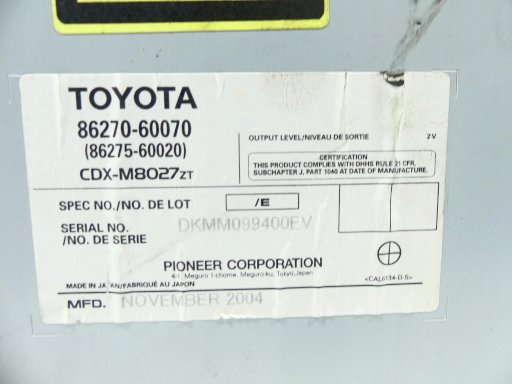 TOYOTA
86270-60070
(86275-60020)
CDX-M8027ZT
OUTPUT LEVEL/NIVEAU DE SORTIE 2V
CERTIFICATION
THIS PRODUCT COMPLIES WITH DHHS RULE 21 CFR,
SUBCHAPTER J, PART 1040 AT DATE OF MANUFACTURE.
SPEC NO./NO. DE LOT /E
SERIAL NO.
/NO. DE SERIE DKMM099400EV
PIONEER CORPORATION
4-1, Meguro 1-chome, Meguro-ku, Tokyo, Japan
MADE IN JAPAN/FABRIQUÉ AU JAPON
<CAL6134-D-S>
MFD. NOVEMBER 2004